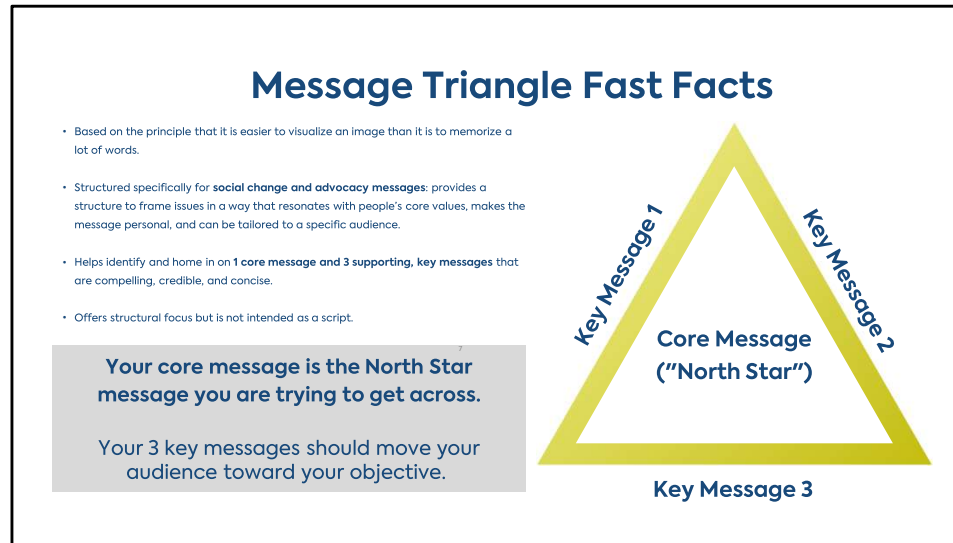 Message Triangle Fast Facts
• Based on the principle that it is easier to visualize an image than it is to memorize a
lot of words.
• Structured specifically for social change and advocacy messages: provides a
structure to frame issues in a way that resonates with people's core values, makes the
message personal, and can be tailored to a specific audience.
• Helps identify and home in on 1 core message and 3 supporting, key messages that
are compelling, credible, and concise.
• Offers structural focus but is not intended as a script.
7
Your core message is the North Star
message you are trying to get across.
Your 3 key messages should move your
audience toward your objective.
Key Message 1
Key Message 2
Core Message
("North Star")
Key Message 3